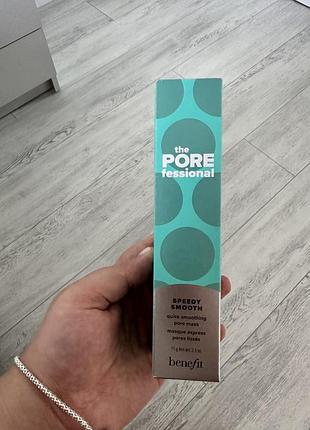 the
PORE
fessional
SPEEDY
SMOOTH
quick smoothing
pore mask
masque express
pores lissés
benefit